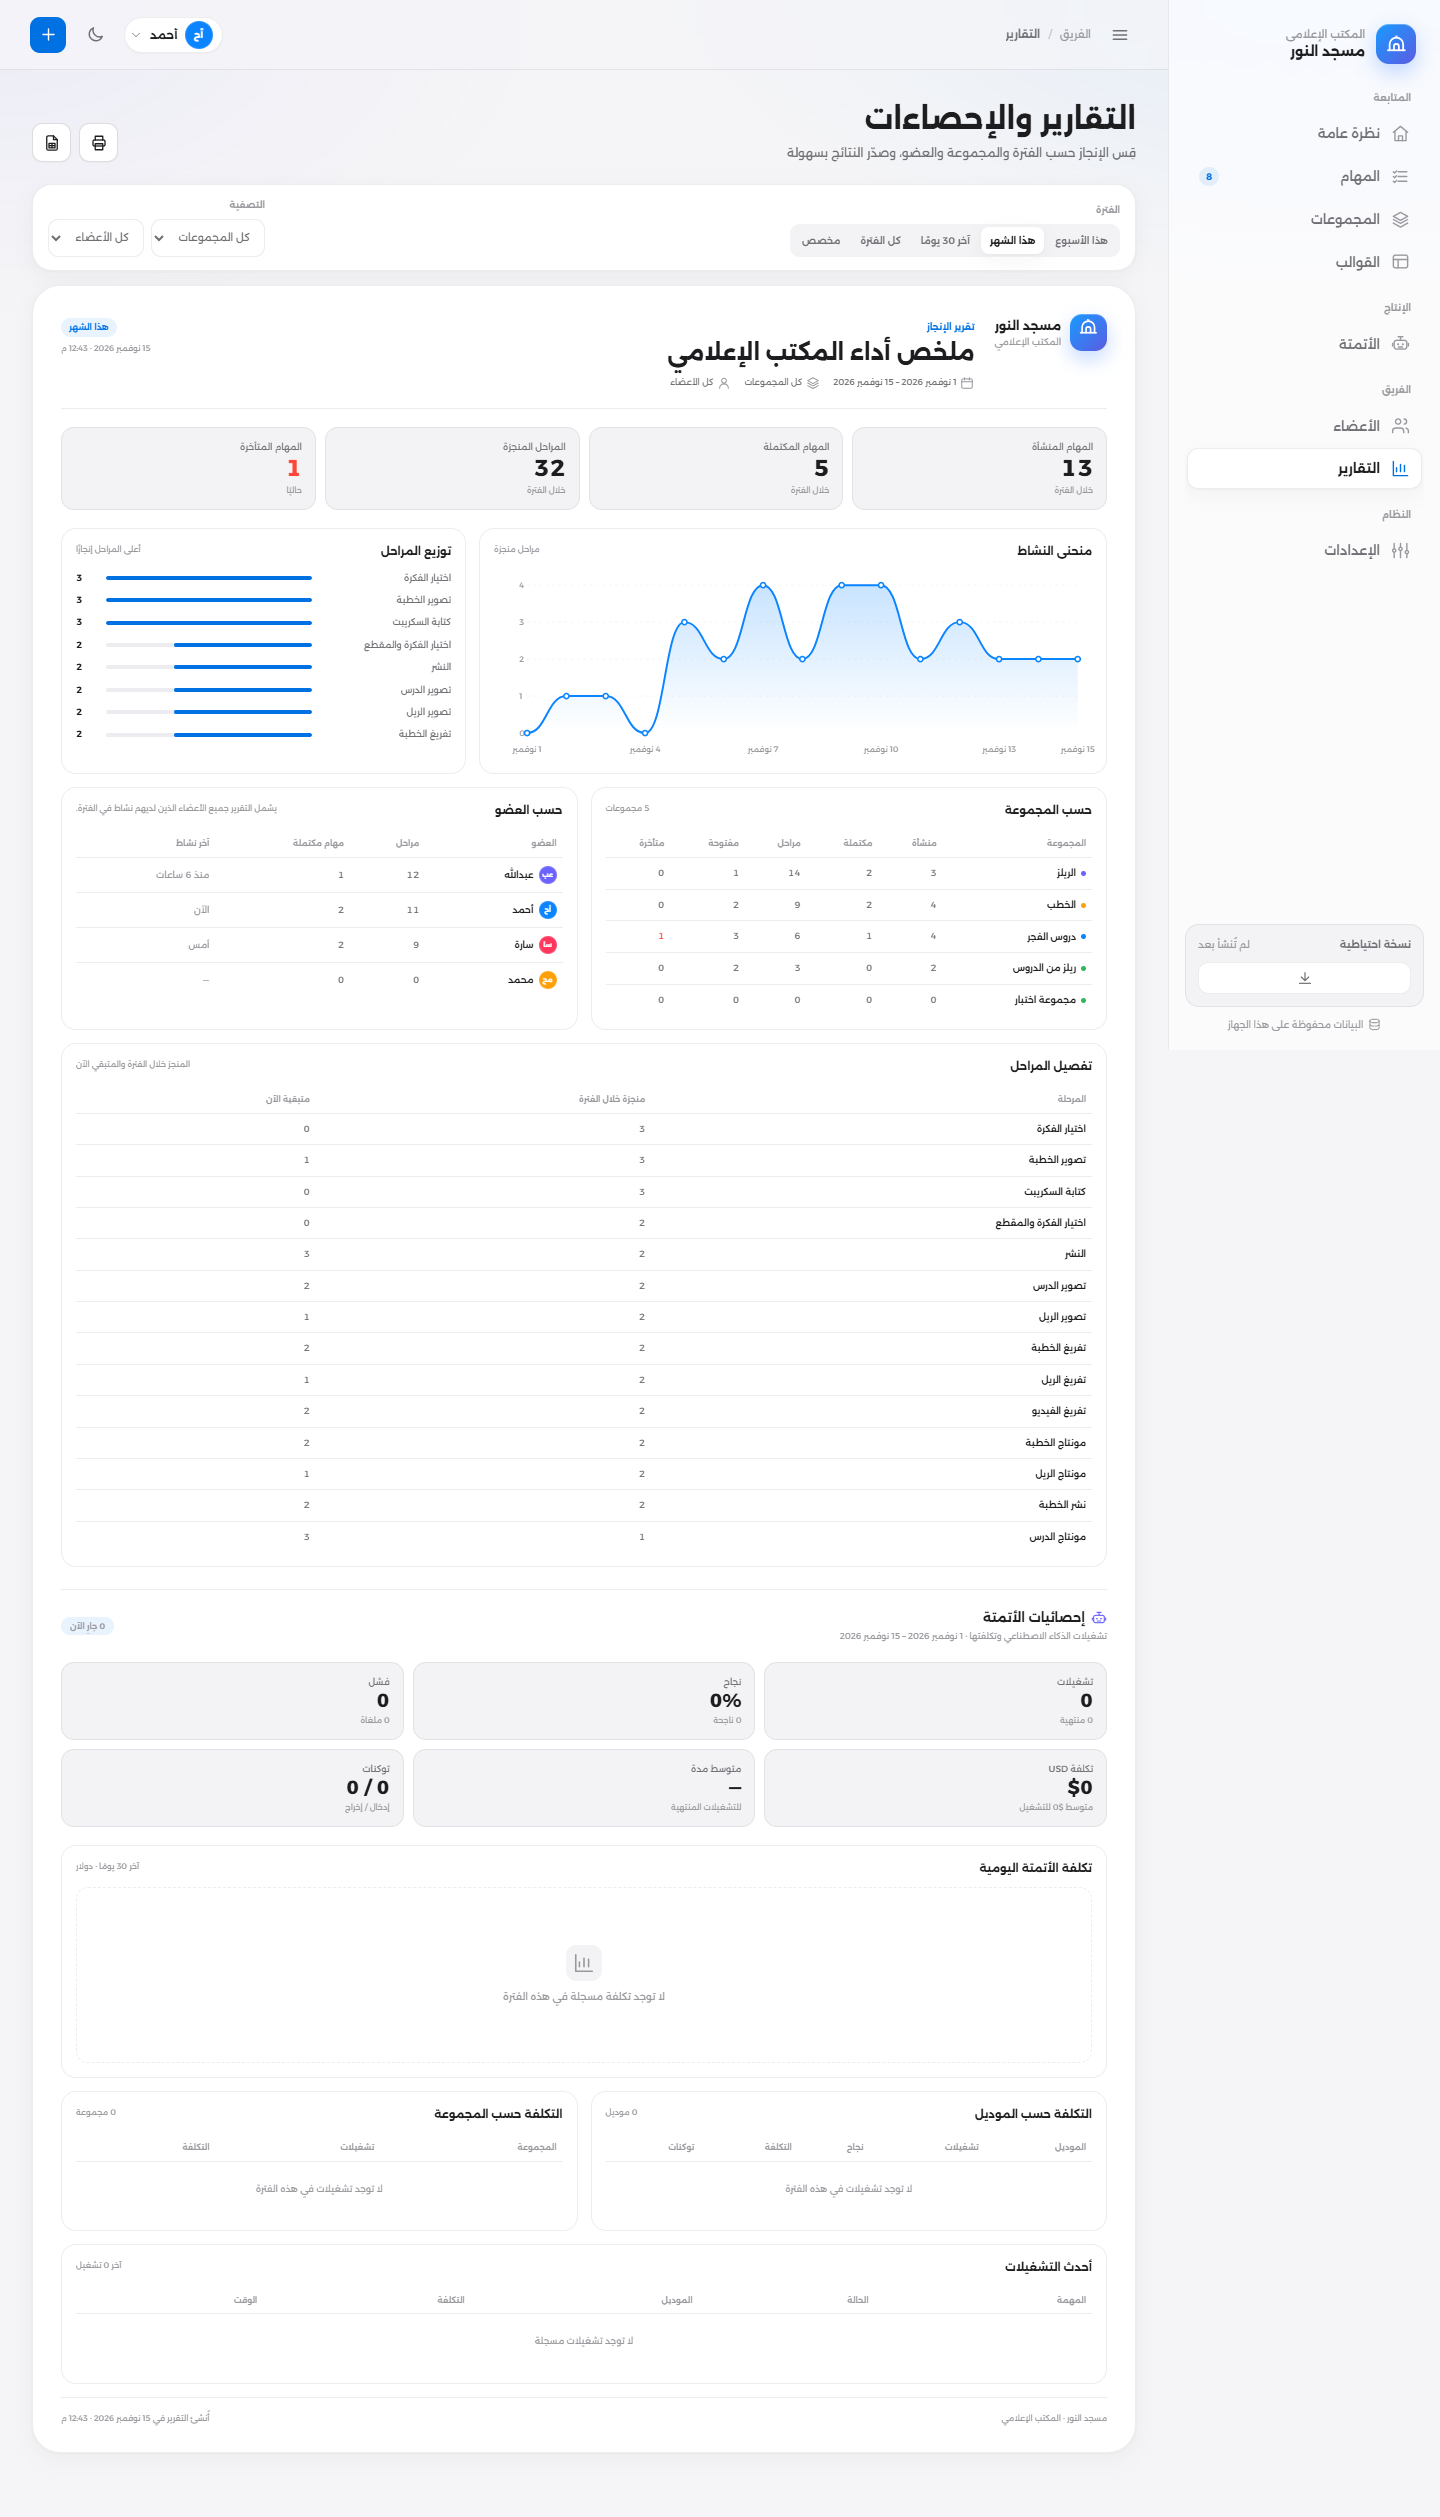 المكتب الإعلامي
مسجد النور
المتابعة
نظرة عامة
المهام 8
المجموعات
القوالب
الإنتاج
الأتمتة
الفريق
الأعضاء
التقارير
النظام
الإعدادات
نسخة احتياطية لم تُنشأ بعد
البيانات محفوظة على هذا الجهاز
الفريق / التقارير
أح أحمد
التقارير والإحصاءات
قِس الإنجاز حسب الفترة والمجموعة والعضو، وصدّر النتائج بسهولة
الفترة
هذا الأسبوع هذا الشهر آخر 30 يومًا كل الفترة مخصص
التصفية
كل المجموعات كل الأعضاء
مسجد النور
المكتب الإعلامي
تقرير الإنجاز
ملخص أداء المكتب الإعلامي
1 نوفمبر 2026 – 15 نوفمبر 2026 كل المجموعات كل الأعضاء
هذا الشهر
15 نوفمبر 2026 · 12:43 م
المهام المنشأة
13
خلال الفترة
المهام المكتملة
5
خلال الفترة
المراحل المنجزة
32
خلال الفترة
المهام المتأخرة
1
حاليًا
منحنى النشاط مراحل منجزة
4
3
2
1
0
1 نوفمبر 4 نوفمبر 7 نوفمبر 10 نوفمبر 13 نوفمبر 15 نوفمبر
توزيع المراحل أعلى المراحل إنجازًا
اختيار الفكرة 3
تصوير الخطبة 3
كتابة السكريبت 3
اختيار الفكرة والمقطع 2
النشر 2
تصوير الدرس 2
تصوير الريل 2
تفريغ الخطبة 2
حسب المجموعة 5 مجموعات
المجموعة منشأة مكتملة مراحل مفتوحة متأخرة
الريلز 3 2 14 1 0
الخطب 4 2 9 2 0
دروس الفجر 4 1 6 3 1
ريلز من الدروس 2 0 3 2 0
مجموعة اختبار 0 0 0 0 0
حسب العضو يشمل التقرير جميع الأعضاء الذين لديهم نشاط في الفترة.
العضو مراحل مهام مكتملة آخر نشاط
عب عبدالله 12 1 منذ 6 ساعات
أح أحمد 11 2 الآن
سا سارة 9 2 أمس
مح محمد 0 0 —
تفصيل المراحل المنجز خلال الفترة والمتبقي الآن
المرحلة منجزة خلال الفترة متبقية الآن
اختيار الفكرة 3 0
تصوير الخطبة 3 1
كتابة السكريبت 3 0
اختيار الفكرة والمقطع 2 0
النشر 2 3
تصوير الدرس 2 2
تصوير الريل 2 1
تفريغ الخطبة 2 2
تفريغ الريل 2 1
تفريغ الفيديو 2 2
مونتاج الخطبة 2 2
مونتاج الريل 2 1
نشر الخطبة 2 2
مونتاج الدرس 1 3
إحصائيات الأتمتة
تشغيلات الذكاء الاصطناعي وتكلفتها · 1 نوفمبر 2026 – 15 نوفمبر 2026
0 جارٍ الآن
تشغيلات
0
0 منتهية
نجاح
0%
0 ناجحة
فشل
0
0 ملغاة
تكلفة USD
$0
متوسط $0 للتشغيل
متوسط مدة
—
للتشغيلات المنتهية
توكنات
0 / 0
إدخال / إخراج
تكلفة الأتمتة اليومية آخر 30 يومًا · دولار
لا توجد تكلفة مسجلة في هذه الفترة
التكلفة حسب الموديل 0 موديل
الموديل تشغيلات نجاح التكلفة توكنات
لا توجد تشغيلات في هذه الفترة
التكلفة حسب المجموعة 0 مجموعة
المجموعة تشغيلات التكلفة
لا توجد تشغيلات في هذه الفترة
أحدث التشغيلات آخر 0 تشغيل
المهمة الحالة الموديل التكلفة الوقت
لا توجد تشغيلات مسجلة
مسجد النور · المكتب الإعلامي
أُنشئ التقرير في 15 نوفمبر 2026 · 12:43 م